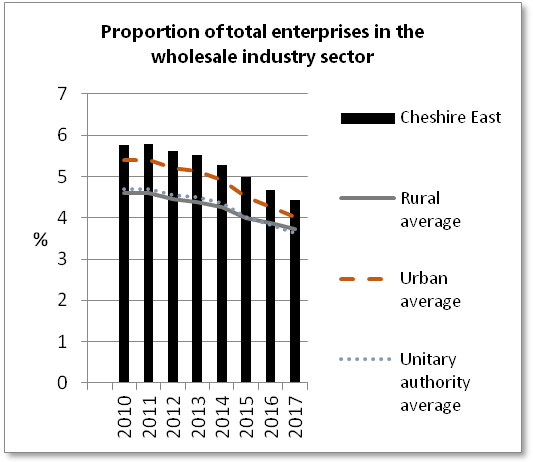 Proportion of total enterprises in the
wholesale industry sector
7
6
5
4
3
2
1
0
%
2010
2011
2012
2013
2014
2015
2016
2017
Cheshire East
Rural
average
Urban
average
Unitary
authority
average